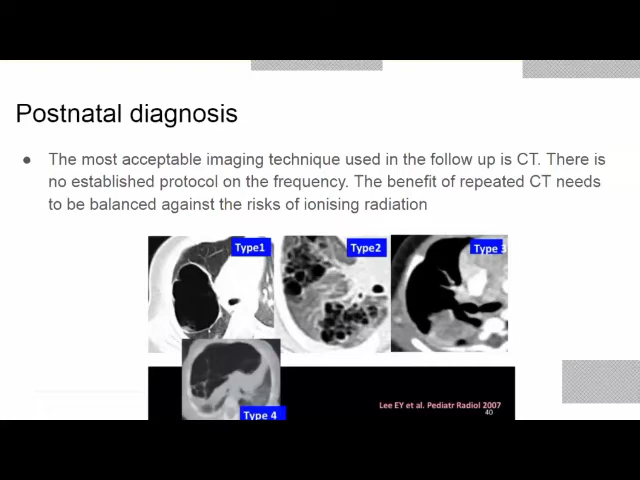 Postnatal diagnosis
● The most acceptable imaging technique used in the follow up is CT. There is
no established protocol on the frequency. The benefit of repeated CT needs
to be balanced against the risks of ionising radiation
Type1
Type2
Type 3
Type 4
Lee EY et al. Pediatr Radiol 2007
40